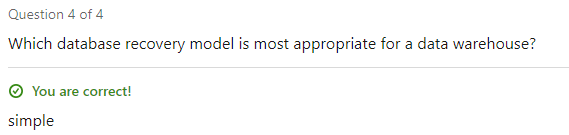 Question 4 of 4
Which database recovery model is most appropriate for a data warehouse?
You are correct!
simple